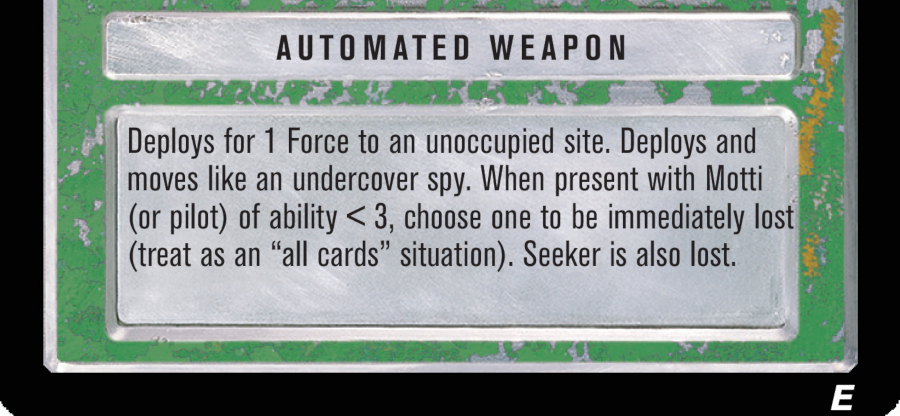 AUTOMATED WEAPON
Deploys for 1 Force to an unoccupied site. Deploys and
moves like an undercover spy. When present with Motti
(or pilot) of ability < 3, choose one to be immediately lost
(treat as an “all cards” situation). Seeker is also lost.
E